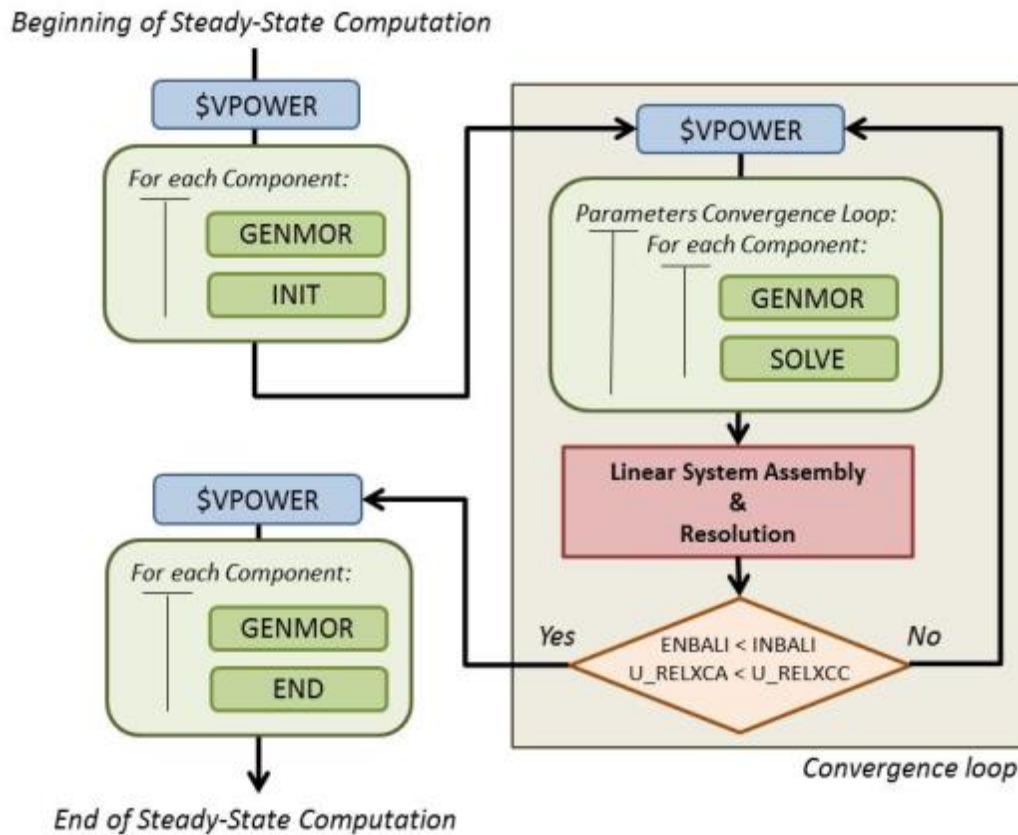 Beginning of Steady-State Computation
$VPOWER
For each Component:
GENMOR
INIT
$VPOWER
Parameters Convergence Loop:
For each Component:
GENMOR
SOLVE
Linear System Assembly
&
Resolution
ENBALI < INBALI
U_RELXCA < U_RELXCC
Yes
No
Convergence loop
$VPOWER
For each Component:
GENMOR
END
End of Steady-State Computation